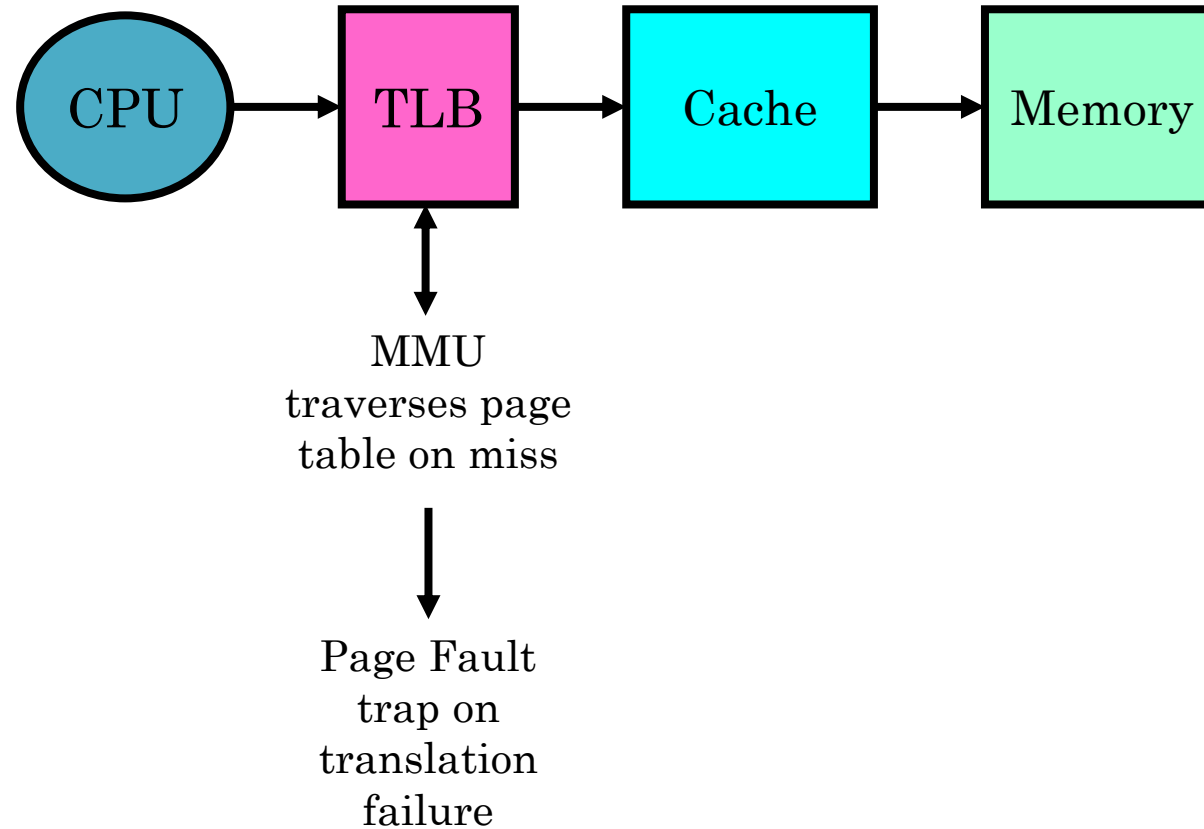 CPU
TLB
Cache
Memory
MMU
traverses page
table on miss
Page Fault
trap on
translation
failure